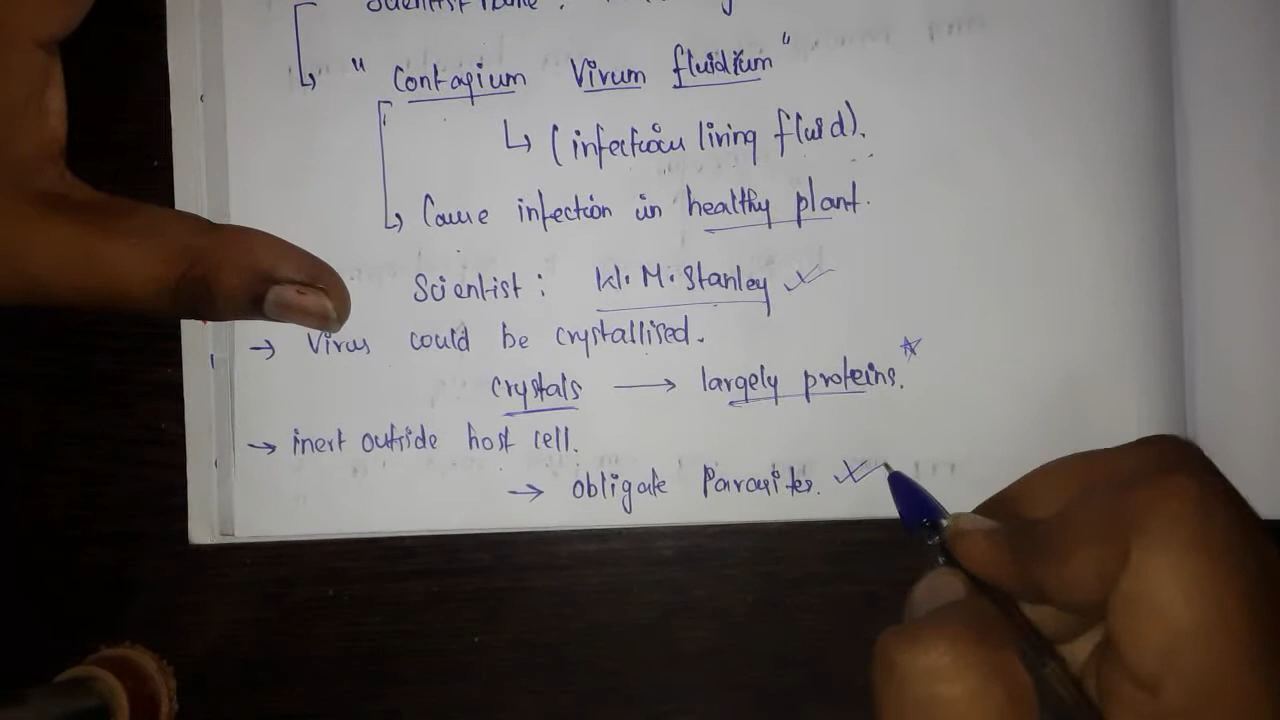 " Contagium Virum fluidium "
↳ (infectious living fluid).
↳ Cause infection in healthy plant.
Scientist : W. M. Stanley
→ Virus could be crystallised.
crystals → largely proteins.
→ inert outside host cell.
→ obligate Parasites.